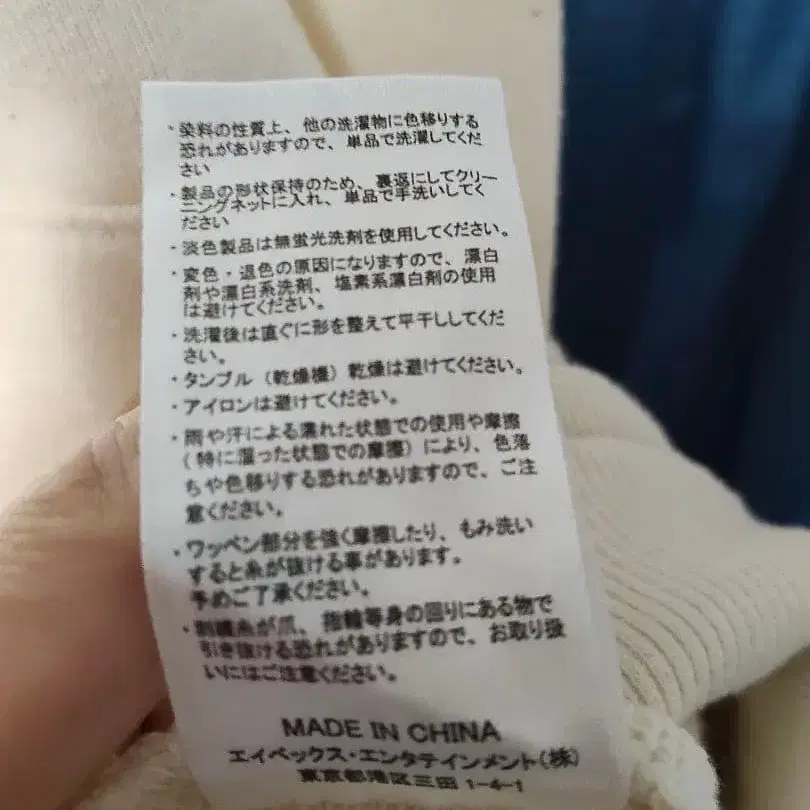 ・染料の性質上、他の洗濯物に色移りする
恐れがありますので、単品で洗濯してくだ
さい
・製品の形状保持のため、裏返にしてクリー
ニングネットに入れ、単品で手洗いしてく
ださい
・淡色製品は無蛍光洗剤を使用してください。
・変色・退色の原因になりますので、漂白
剤や漂白系洗剤、塩素系漂白剤の使用
は避けてください。
・洗濯後は直ぐに形を整えて平干ししてくだ
さい。
・タンブル（乾燥機）乾燥は避けてください。
・アイロンは避けてください。
・雨や汗による濡れた状態での使用や摩擦
（特に湿った状態での摩擦）により、色落
ちや色移りする恐れがありますので、ご注
意ください。
・ワッペン部分を強く摩擦したり、もみ洗い
すると糸が抜ける事があります。
予めご了承ください。
・刺繍糸が爪、指輪等身の回りにある物で
引き抜ける恐れがありますので、お取り扱
いにはご注意ください。
MADE IN CHINA
エイベックス・エンタテインメント（株）
東京都港区三田 1-4-1